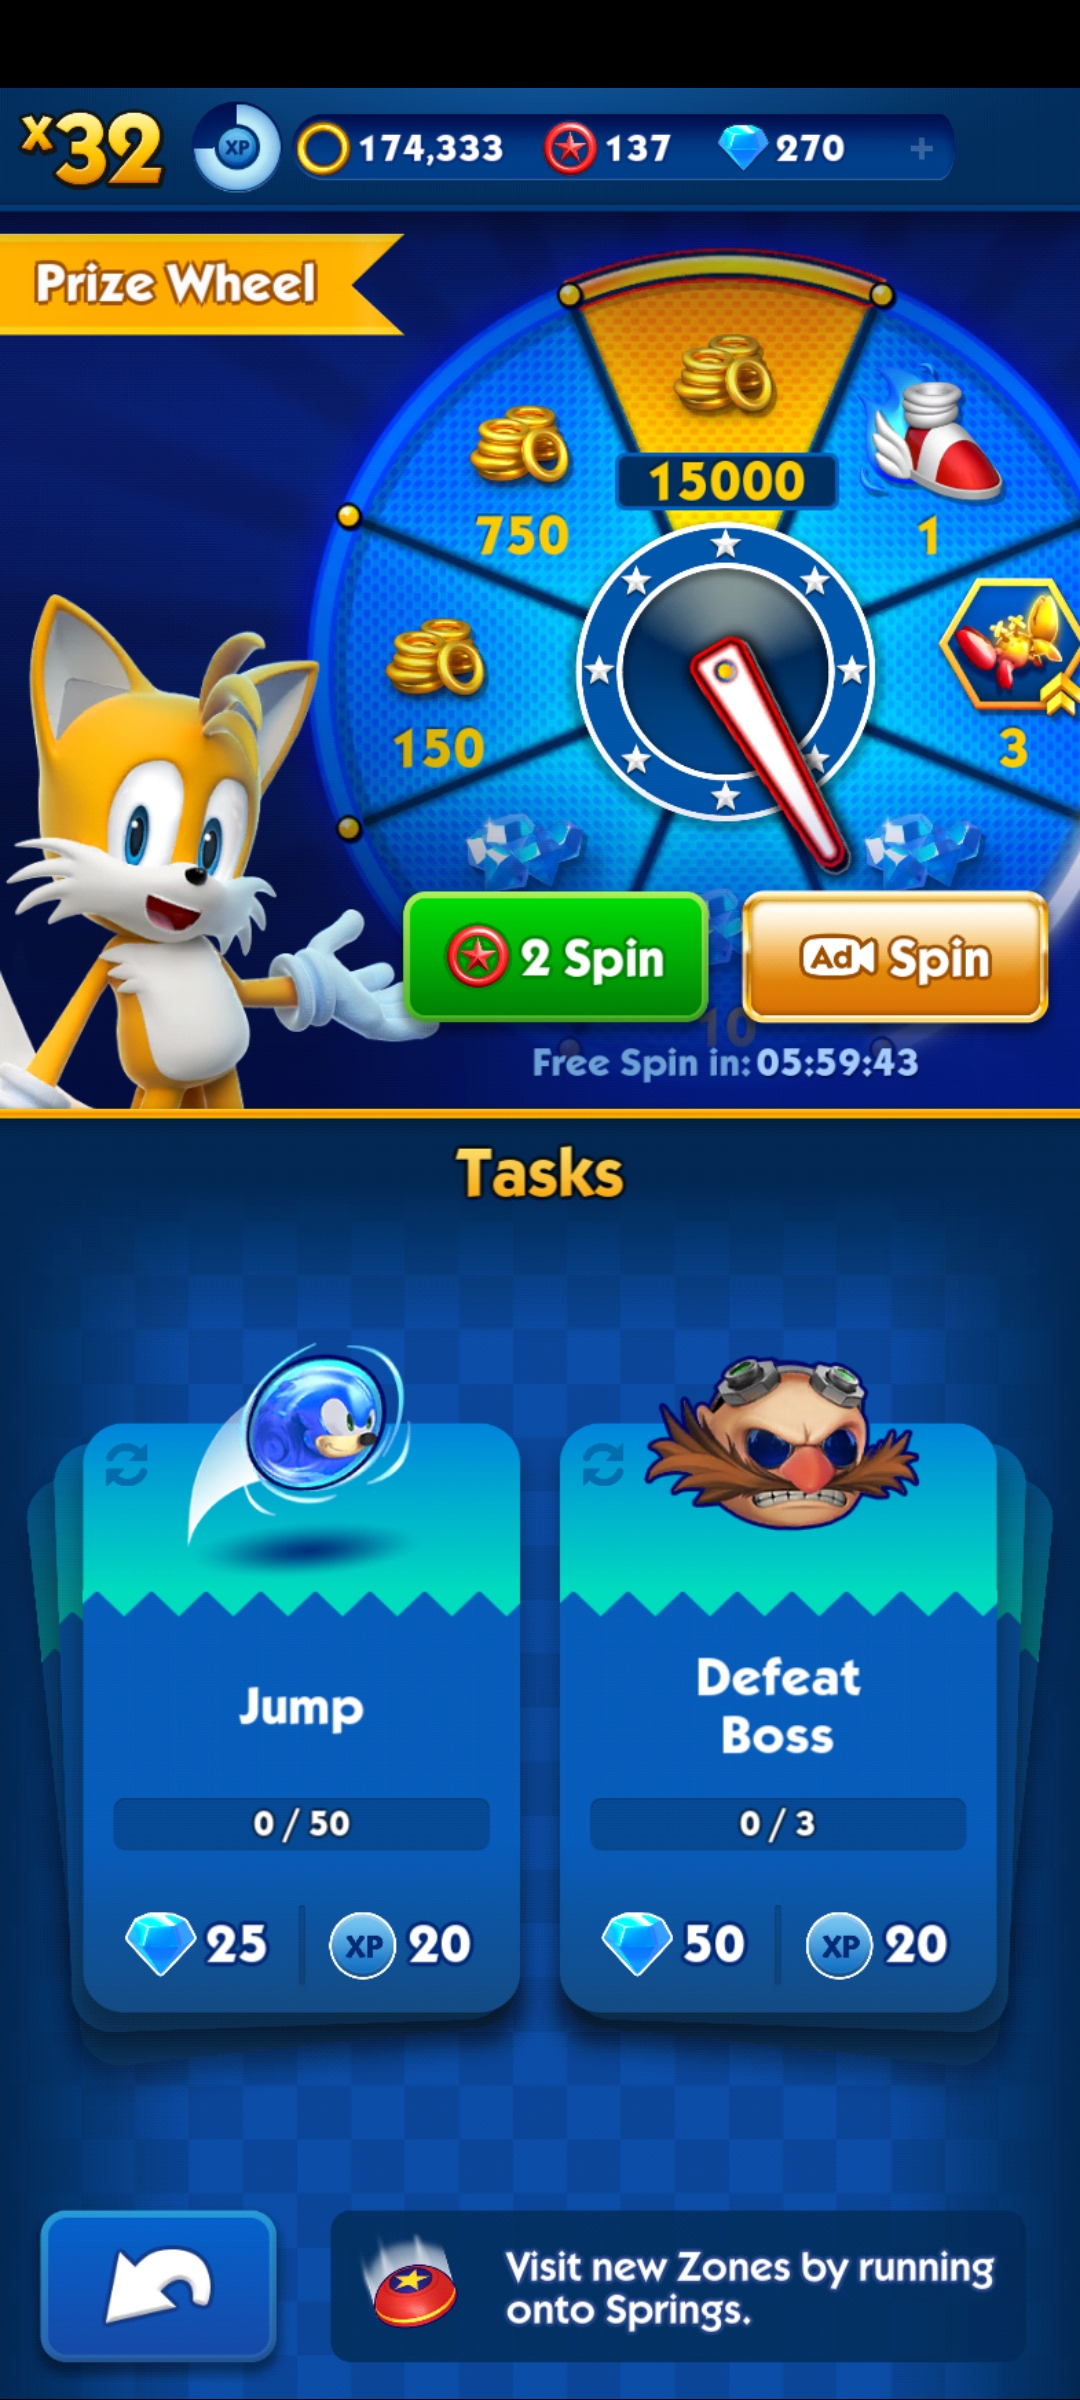 x32
XP
174,333
137
270
+
Prize Wheel
15000
750
1
150
3
2 Spin
Ad Spin
10
Free Spin in: 05:59:43
Tasks
Jump
0 / 50
25
XP 20
Defeat
Boss
0 / 3
50
XP 20
Visit new Zones by running
onto Springs.